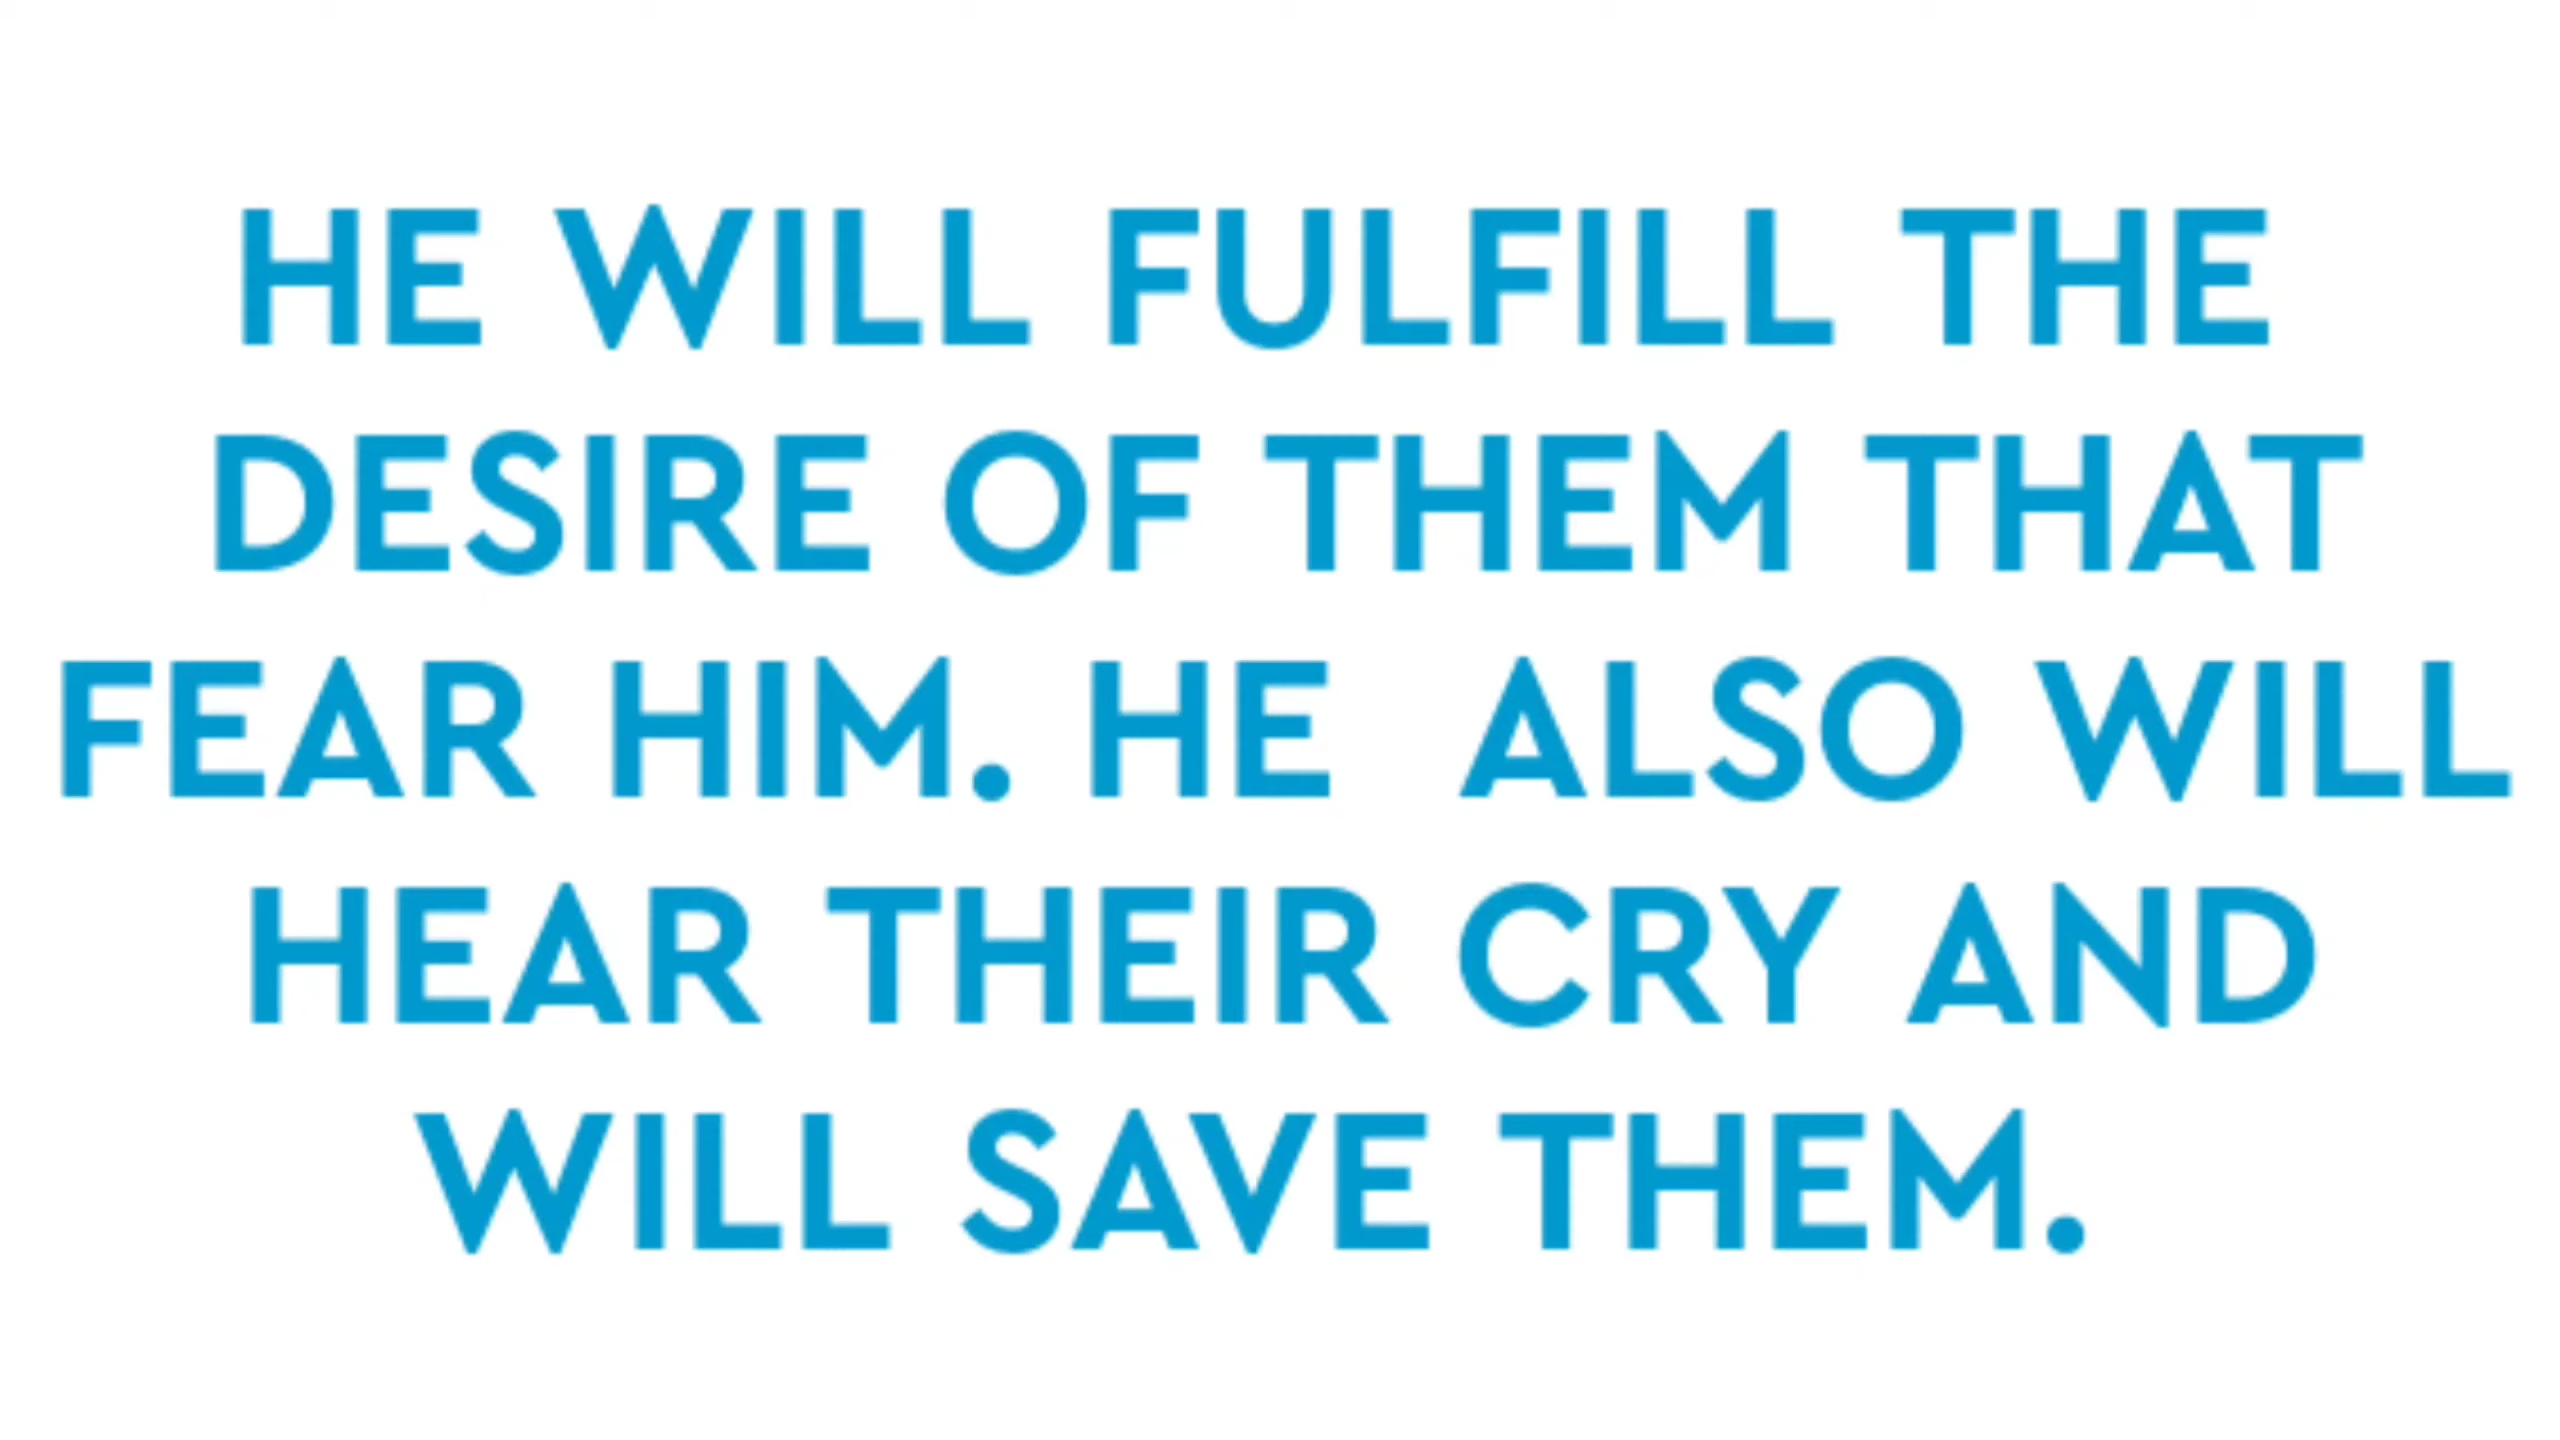 HE WILL FULFILL THE
DESIRE OF THEM THAT
FEAR HIM. HE  ALSO WILL
HEAR THEIR CRY AND
WILL SAVE THEM.